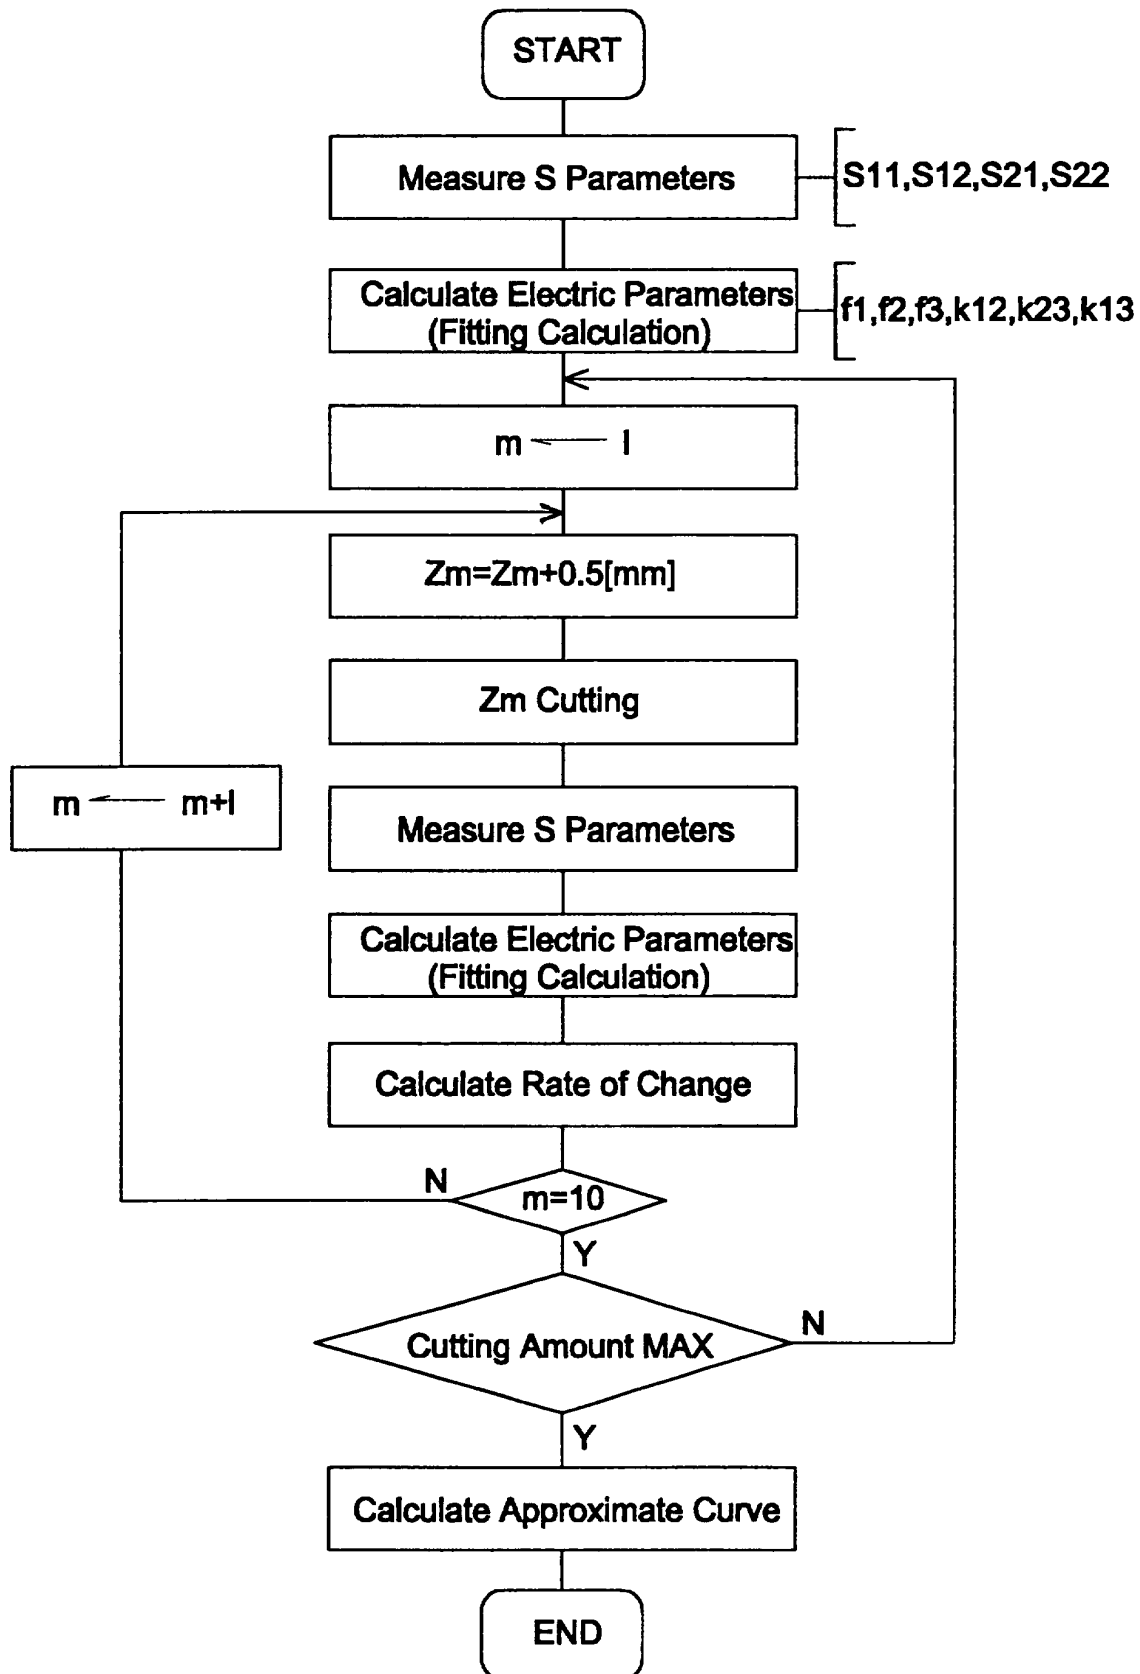 START
Measure S Parameters
S11,S12,S21,S22
Calculate Electric Parameters
(Fitting Calculation)
f1,f2,f3,k12,k23,k13
m ← I
Zm=Zm+0.5[mm]
Zm Cutting
m ← m+I
Measure S Parameters
Calculate Electric Parameters
(Fitting Calculation)
Calculate Rate of Change
N
m=10
Y
Cutting Amount MAX
N
Y
Calculate Approximate Curve
END